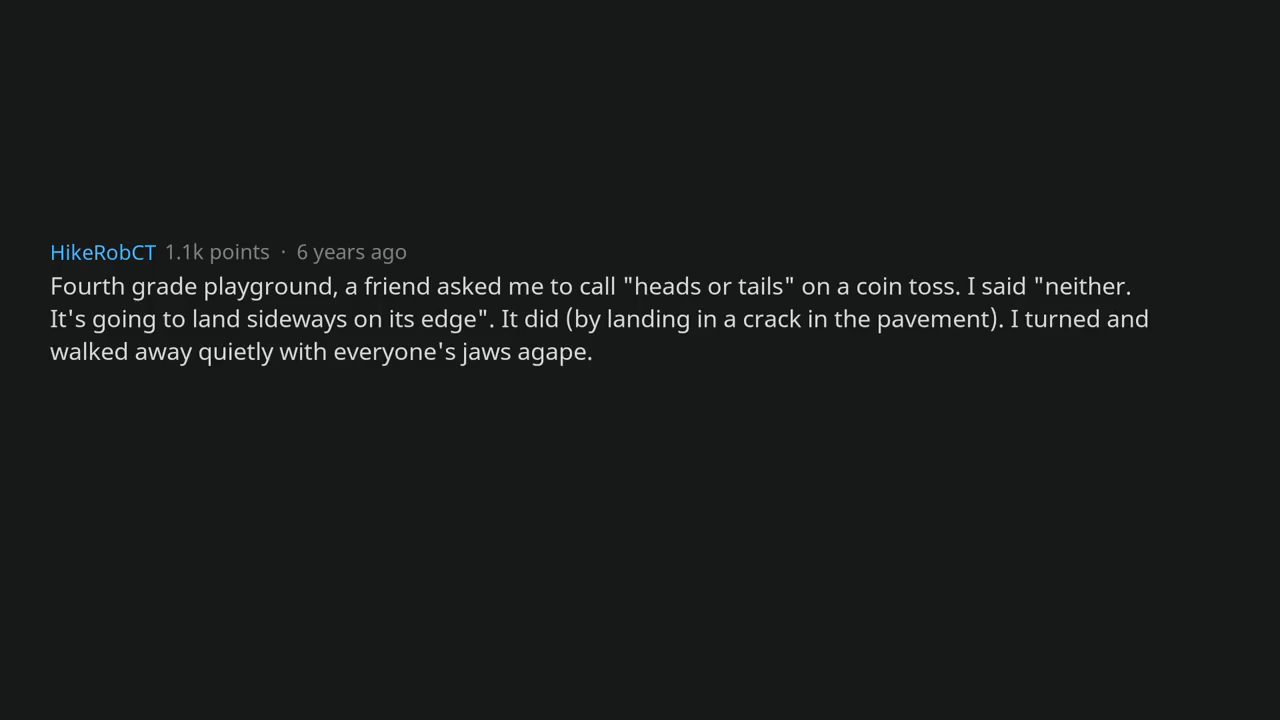 HikeRobCT 1.1k points · 6 years ago
Fourth grade playground, a friend asked me to call "heads or tails" on a coin toss. I said "neither.
It's going to land sideways on its edge". It did (by landing in a crack in the pavement). I turned and
walked away quietly with everyone's jaws agape.